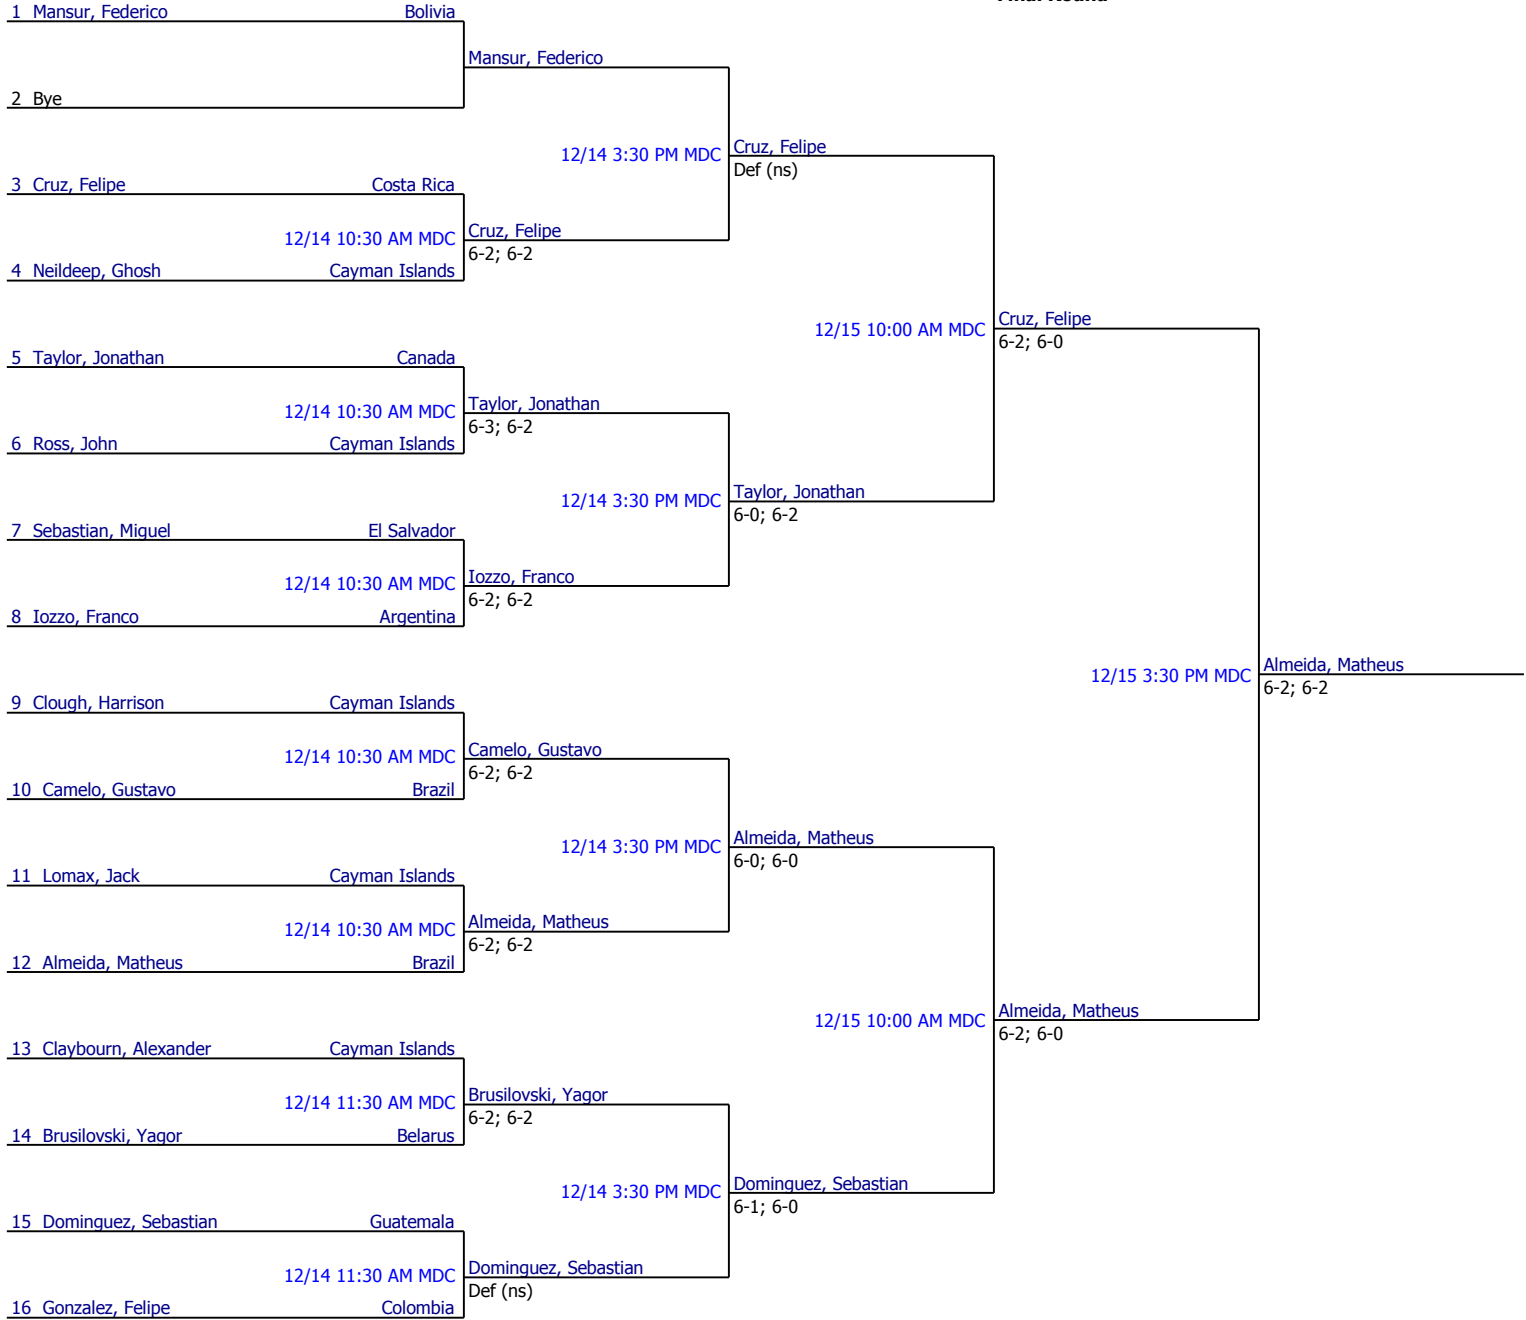 Final Round
1 Mansur, Federico Bolivia
Mansur, Federico
2 Bye
12/14 3:30 PM MDC Cruz, Felipe
Def (ns)
3 Cruz, Felipe Costa Rica
12/14 10:30 AM MDC Cruz, Felipe
6-2; 6-2
4 Neildeep, Ghosh Cayman Islands
12/15 10:00 AM MDC Cruz, Felipe
6-2; 6-0
5 Taylor, Jonathan Canada
12/14 10:30 AM MDC Taylor, Jonathan
6-3; 6-2
6 Ross, John Cayman Islands
12/14 3:30 PM MDC Taylor, Jonathan
6-0; 6-2
7 Sebastian, Miguel El Salvador
12/14 10:30 AM MDC Iozzo, Franco
6-2; 6-2
8 Iozzo, Franco Argentina
12/15 3:30 PM MDC Almeida, Matheus
6-2; 6-2
9 Clough, Harrison Cayman Islands
12/14 10:30 AM MDC Camelo, Gustavo
6-2; 6-2
10 Camelo, Gustavo Brazil
12/14 3:30 PM MDC Almeida, Matheus
6-0; 6-0
11 Lomax, Jack Cayman Islands
12/14 10:30 AM MDC Almeida, Matheus
6-2; 6-2
12 Almeida, Matheus Brazil
12/15 10:00 AM MDC Almeida, Matheus
6-2; 6-0
13 Claybourn, Alexander Cayman Islands
12/14 11:30 AM MDC Brusilovski, Yagor
6-2; 6-2
14 Brusilovski, Yagor Belarus
12/14 3:30 PM MDC Dominguez, Sebastian
6-1; 6-0
15 Dominguez, Sebastian Guatemala
12/14 11:30 AM MDC Dominguez, Sebastian
Def (ns)
16 Gonzalez, Felipe Colombia